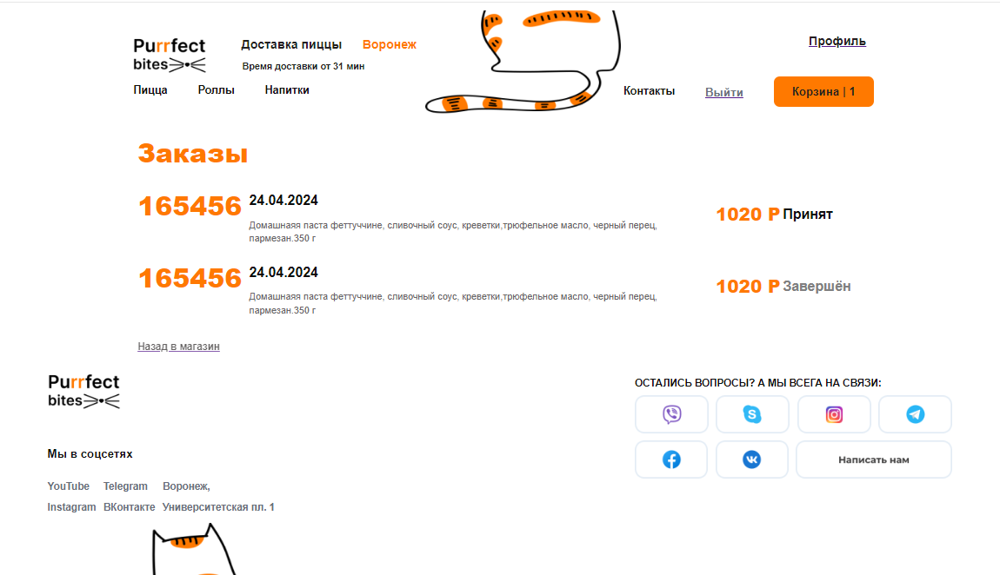 Purrfect
bites
Доставка пиццы Воронеж
Время доставки от 31 мин
Профиль
Пицца Роллы Напитки Контакты Выйти Корзина | 1
Заказы
165456 24.04.2024
Домашнаяя паста феттуччине, сливочный соус, креветки,трюфельное масло, черный перец,
пармезан.350 г
1020 Р Принят
165456 24.04.2024
Домашнаяя паста феттуччине, сливочный соус, креветки,трюфельное масло, черный перец,
пармезан.350 г
1020 Р Завершён
Назад в магазин
Purrfect
bites
ОСТАЛИСЬ ВОПРОСЫ? А МЫ ВСЕГА НА СВЯЗИ:
Написать нам
Мы в соцсетях
YouTube Telegram Воронеж,
Instagram ВКонтакте Университетская пл. 1